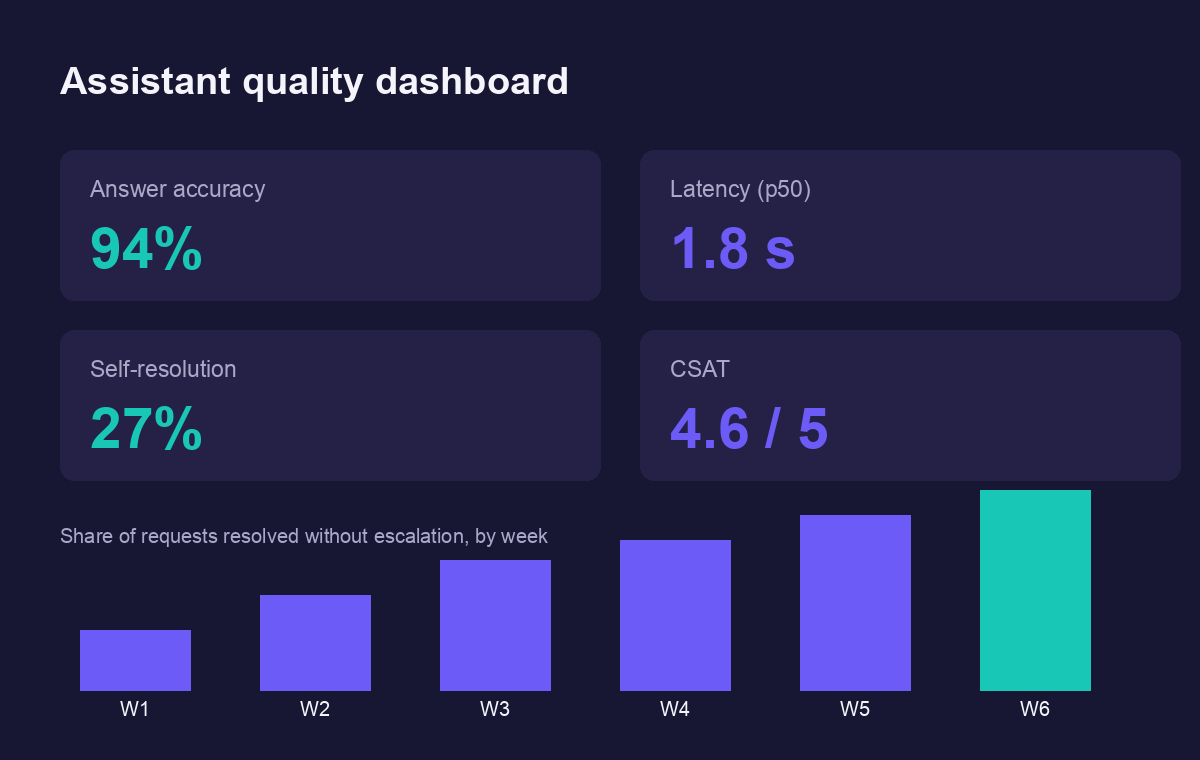 Assistant quality dashboard
Answer accuracy
94%
Latency (p50)
1.8 s
Self-resolution
27%
CSAT
4.6 / 5
Share of requests resolved without escalation, by week
W1 W2 W3 W4 W5 W6